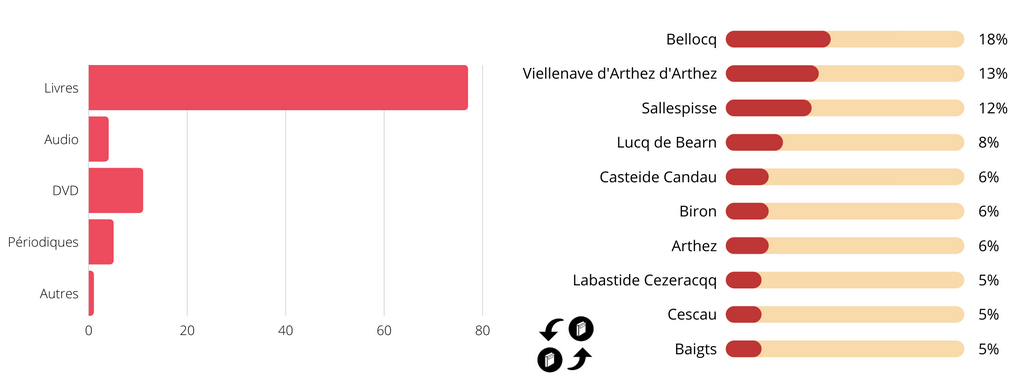 Livres
Audio
DVD
Périodiques
Autres
0 20 40 60 80
Bellocq 18%
Viellenave d'Arthez d'Arthez 13%
Sallespisse 12%
Lucq de Bearn 8%
Casteide Candau 6%
Biron 6%
Arthez 6%
Labastide Cezeracqq 5%
Cescau 5%
Baigts 5%